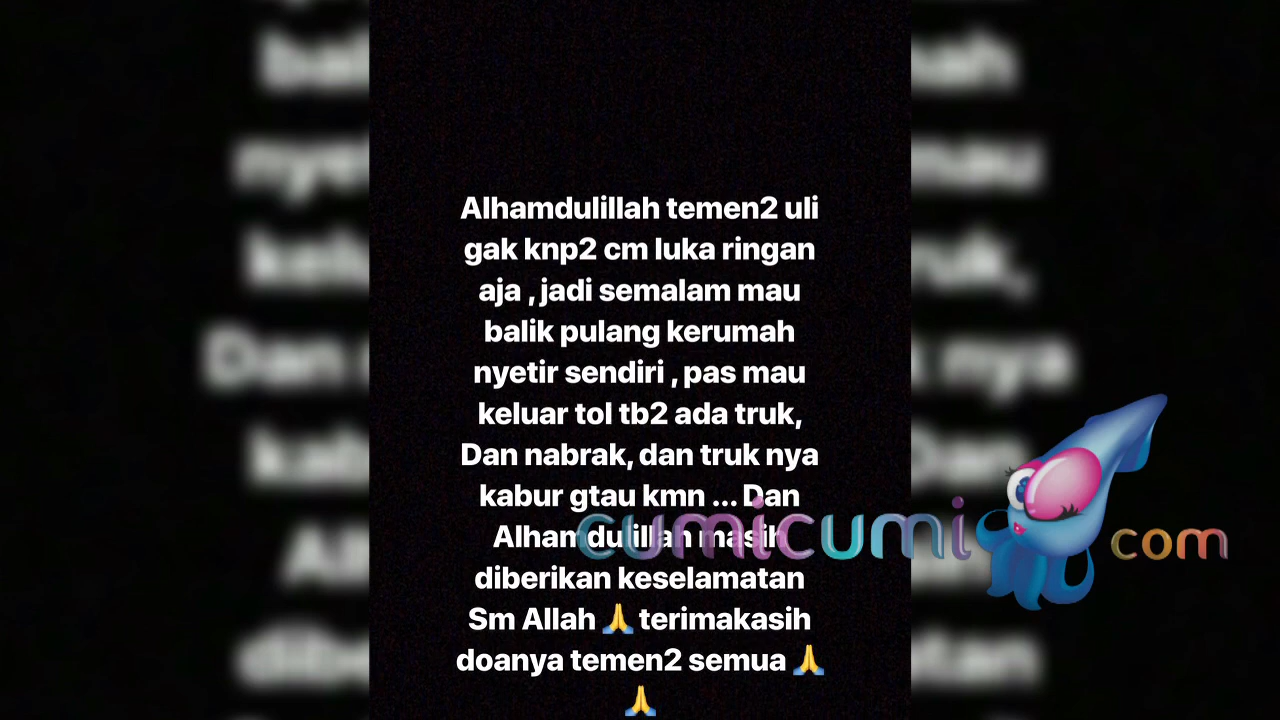 Alhamdulillah temen2 uli
gak knp2 cm luka ringan
aja , jadi semalam mau
balik pulang kerumah
nyetir sendiri , pas mau
keluar tol tb2 ada truk,
Dan nabrak, dan truk nya
kabur gtau kmn ... Dan
Alhamdulillah masih
diberikan keselamatan
Sm Allah 🙏 terimakasih
doanya temen2 semua 🙏
🙏
cumicumi com